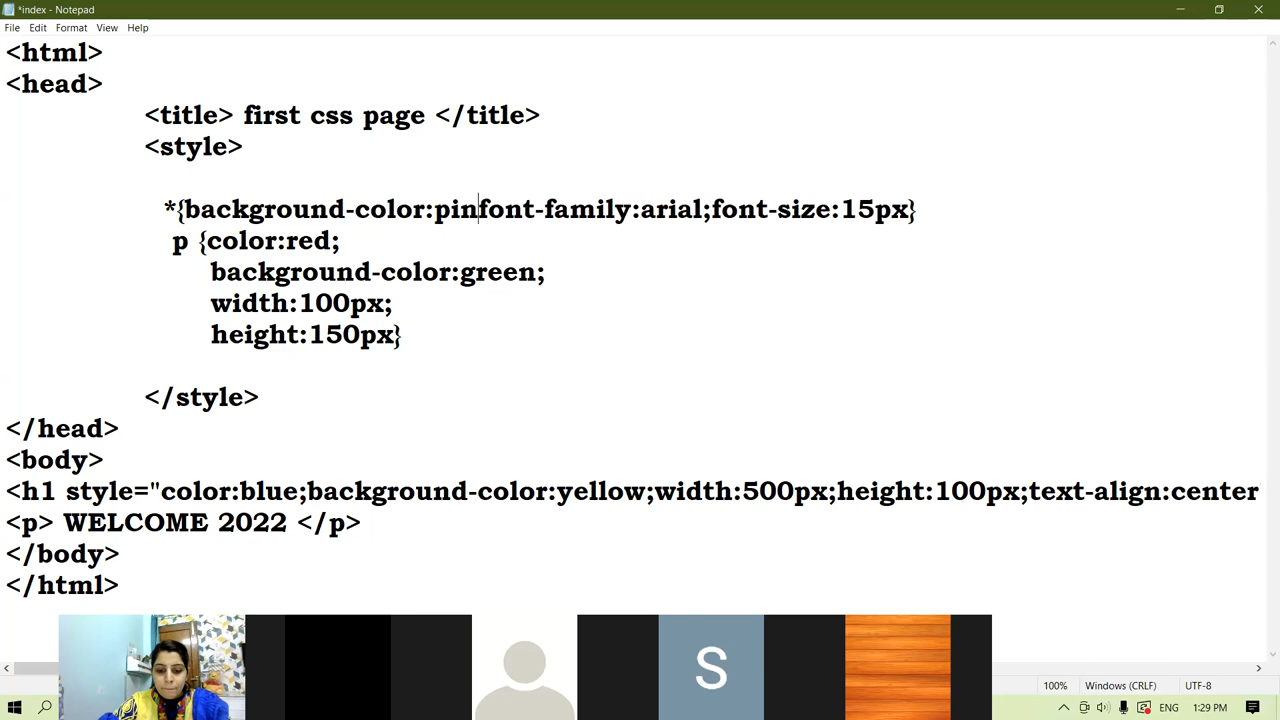 *index - Notepad
File Edit Format View Help
<html>
<head>
<title> first css page </title>
<style>
*{background-color:pinfont-family:arial;font-size:15px}
p {color:red;
background-color:green;
width:100px;
height:150px}
</style>
</head>
<body>
<h1 style="color:blue;background-color:yellow;width:500px;height:100px;text-align:center
<p> WELCOME 2022 </p>
</body>
</html>
S
100% Windows (CRLF) UTF-8
ENG 1:29 PM